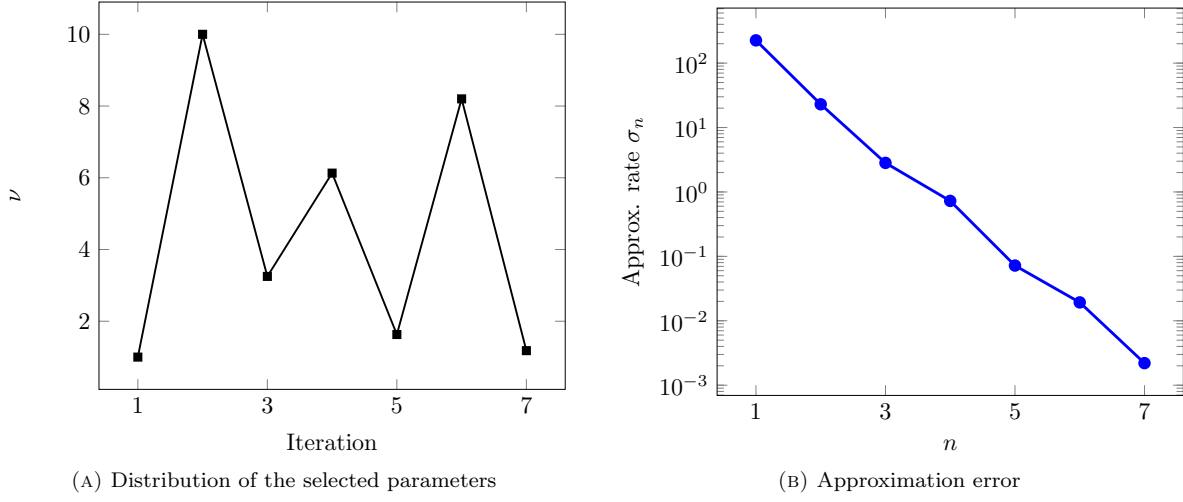 10
8
6
4
2
ν
1 3 5 7
Iteration
(A) Distribution of the selected parameters
10^2
10^1
10^0
10^-1
10^-2
10^-3
Approx. rate σ_n
1 3 5 7
n
(B) Approximation error